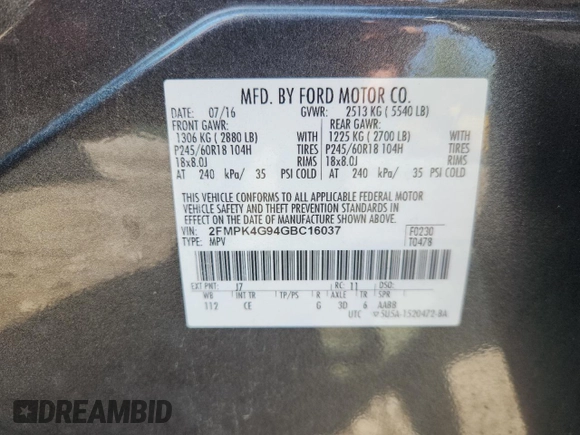 MFD. BY FORD MOTOR CO.
DATE: 07/16 GVWR: 2513 KG ( 5540 LB)
FRONT GAWR: REAR GAWR:
1306 KG ( 2880 LB) WITH 1225 KG ( 2700 LB) WITH
P245/60R18 104H TIRES P245/60R18 104H TIRES
18x8.0J RIMS 18x8.0J RIMS
AT 240 kPa/ 35 PSI COLD AT 240 kPa/ 35 PSI COLD
THIS VEHICLE CONFORMS TO ALL APPLICABLE FEDERAL MOTOR
VEHICLE SAFETY AND THEFT PREVENTION STANDARDS IN
EFFECT ON THE DATE OF MANUFACTURE SHOWN ABOVE.
VIN: 2FMPK4G94GBC16037 F0230
TYPE: MPV T0478
EXT PNT: J7 RC: 11 DSO:
WB INT TR TP/PS R AXLE TR SPR
112 CE G 3D 6 AABB
UTC 5U5A-1520472-BA
DREAMBID